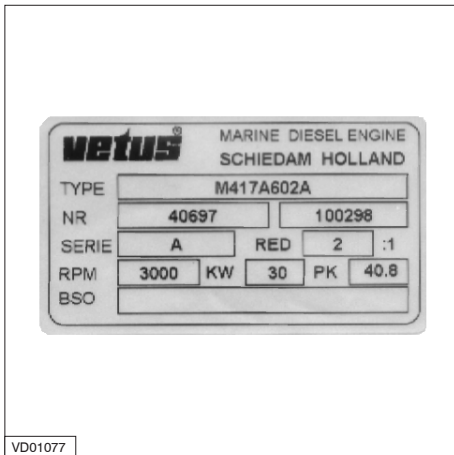 vetus® MARINE DIESEL ENGINE
SCHIEDAM HOLLAND
TYPE M417A602A
NR 40697 100298
SERIE A RED 2 :1
RPM 3000 KW 30 PK 40.8
BSO
VD01077